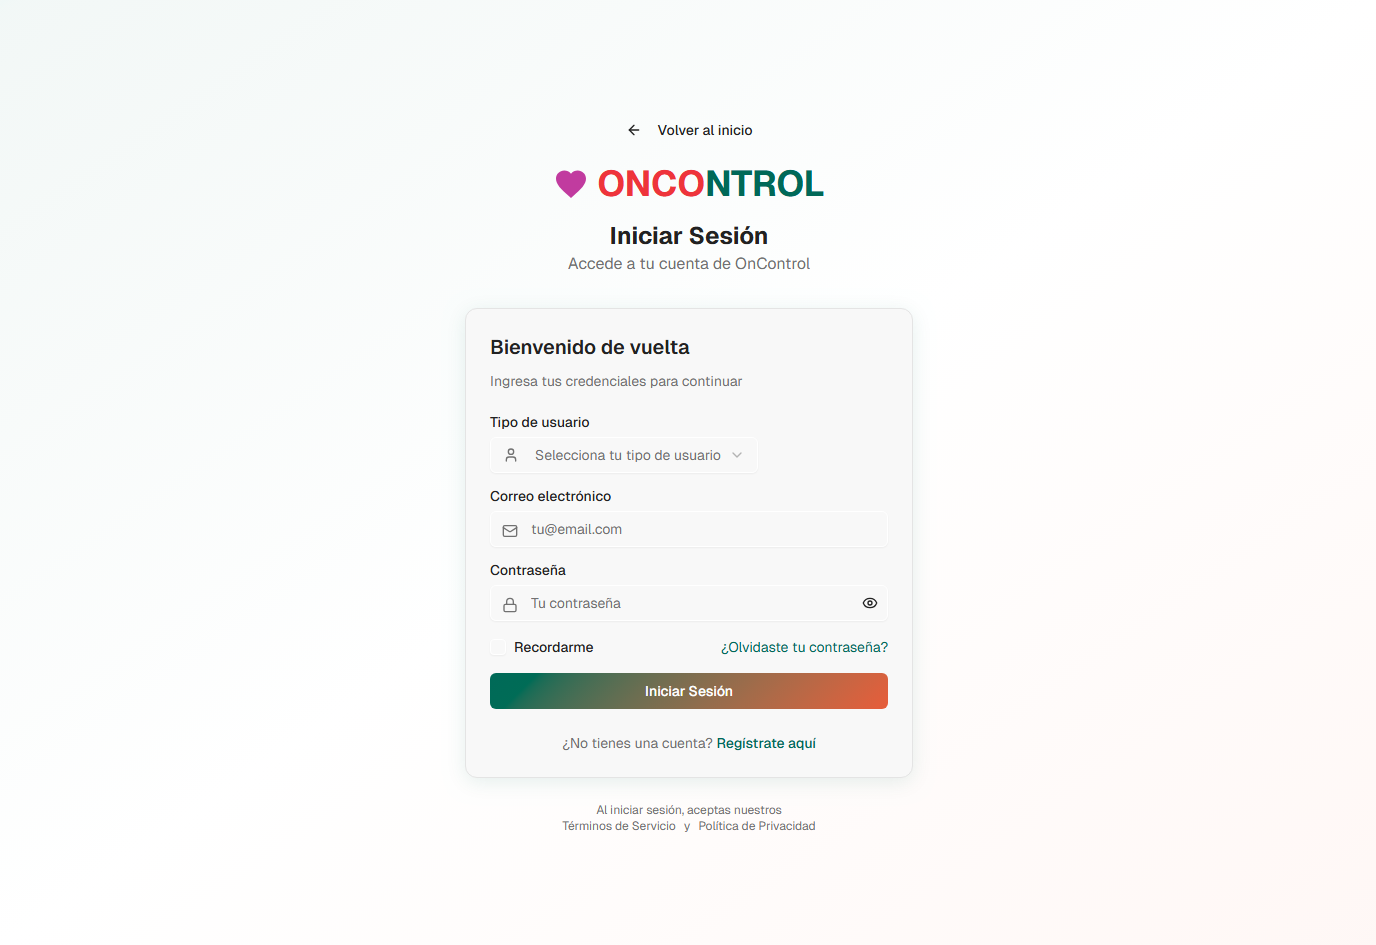 Volver al inicio
ONCONTROL
Iniciar Sesión
Accede a tu cuenta de OnControl
Bienvenido de vuelta
Ingresa tus credenciales para continuar
Tipo de usuario
Selecciona tu tipo de usuario
Correo electrónico
tu@email.com
Contraseña
Tu contraseña
Recordarme ¿Olvidaste tu contraseña?
Iniciar Sesión
¿No tienes una cuenta? Regístrate aquí
Al iniciar sesión, aceptas nuestros
Términos de Servicio y Política de Privacidad